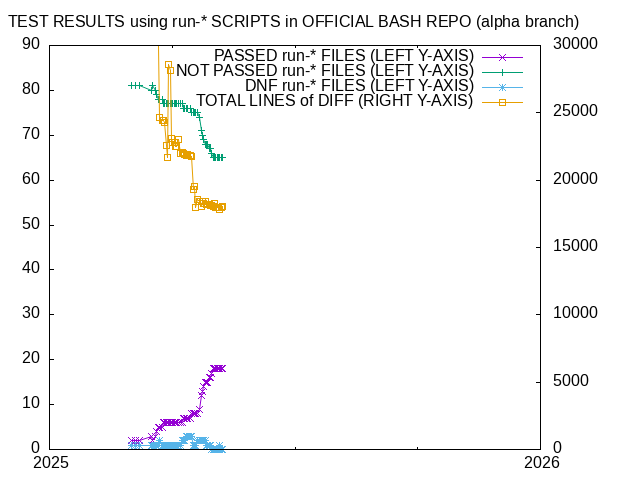 TEST RESULTS using run-* SCRIPTS in OFFICIAL BASH REPO (alpha branch)
90 30000
PASSED run-* FILES (LEFT Y-AXIS)
NOT PASSED run-* FILES (LEFT Y-AXIS)
DNF run-* FILES (LEFT Y-AXIS)
TOTAL LINES of DIFF (RIGHT Y-AXIS)
80
25000
70
60 20000
50
15000
40
30 10000
20
5000
10
0 0
2025 2026